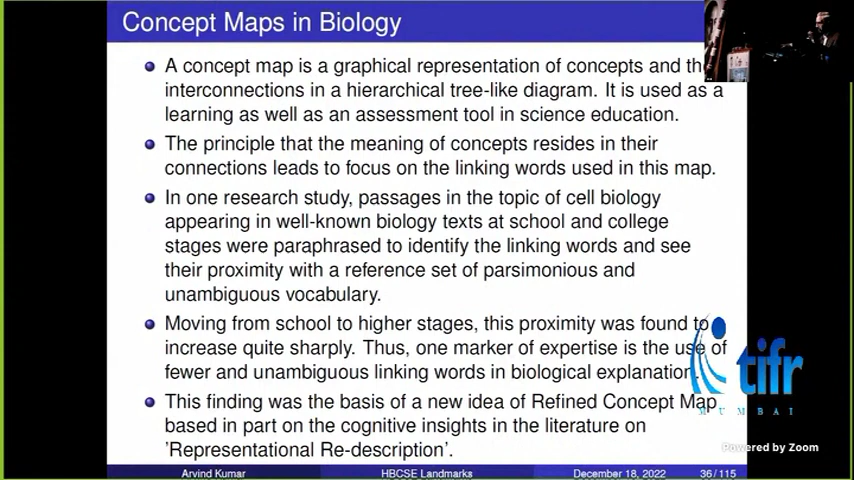 Concept Maps in Biology
A concept map is a graphical representation of concepts and
interconnections in a hierarchical tree-like diagram. It is used as a
learning as well as an assessment tool in science education.
The principle that the meaning of concepts resides in their
connections leads to focus on the linking words used in this map.
In one research study, passages in the topic of cell biology
appearing in well-known biology texts at school and college
stages were paraphrased to identify the linking words and see
their proximity with a reference set of parsimonious and
unambiguous vocabulary.
Moving from school to higher stages, this proximity was found to
increase quite sharply. Thus, one marker of expertise is the use of
fewer and unambiguous linking words in biological explanation.
This finding was the basis of a new idea of Refined Concept Map
based in part on the cognitive insights in the literature on
'Representational Re-description'.
tifr
MUMBAI
Powered by Zoom
Arvind Kumar HBCSE Landmarks December 18, 2022 36 / 115